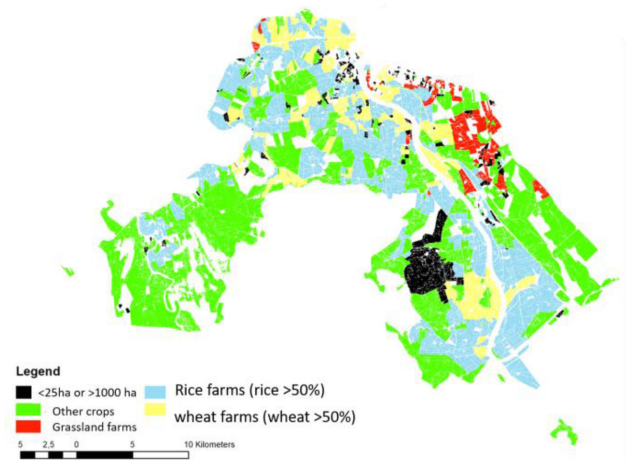 Legend
<25ha or >1000 ha
Rice farms (rice >50%)
Other crops
wheat farms (wheat >50%)
Grassland farms
5 2,5 0 5 10 Kilometers